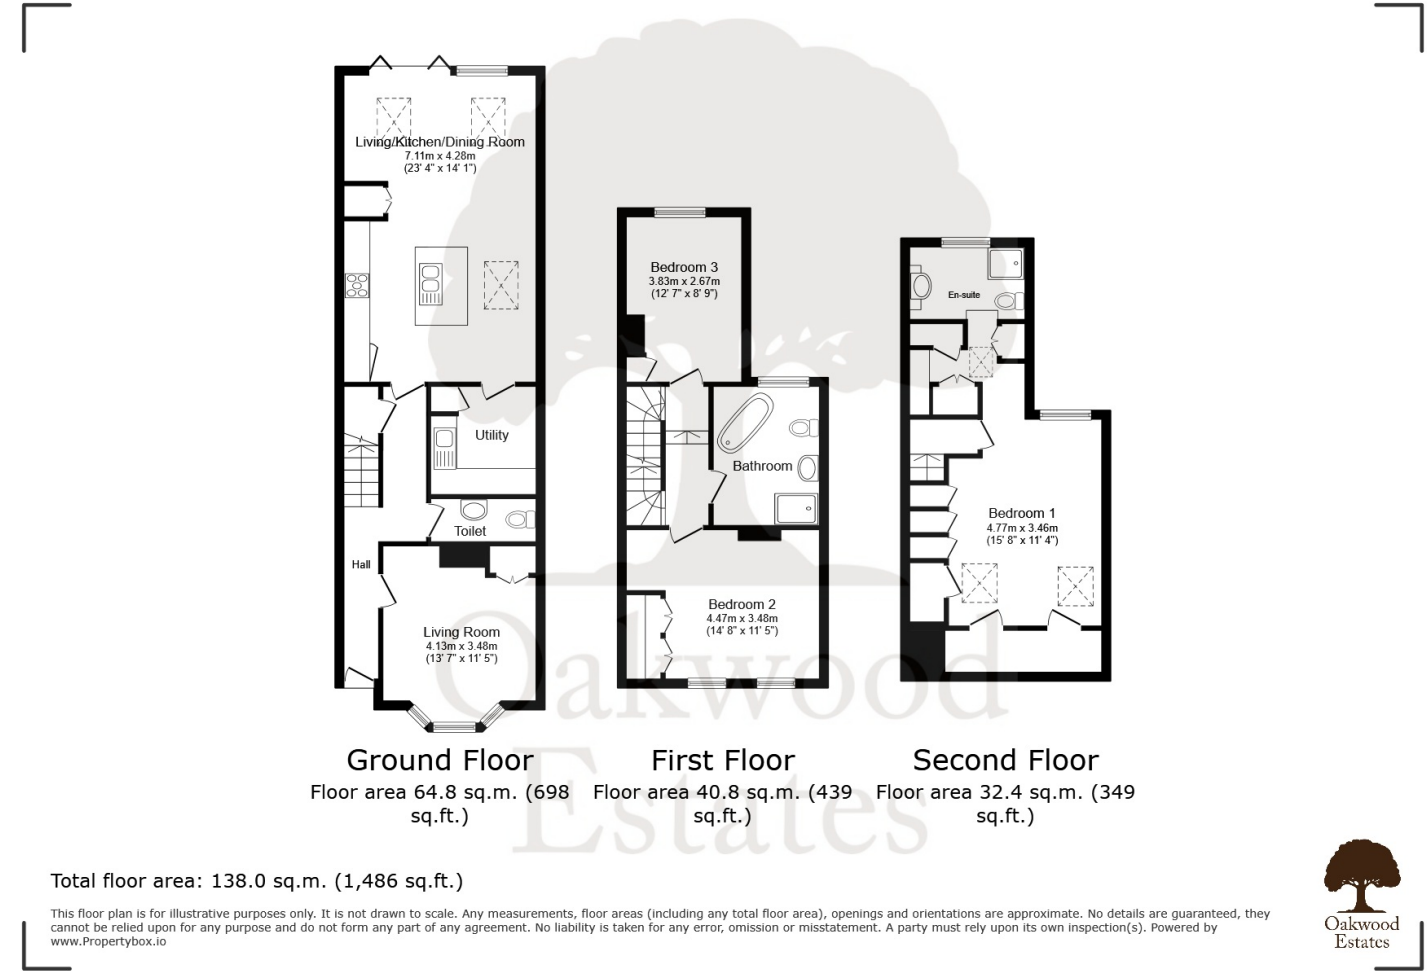 Living/Kitchen/Dining Room
7.11m x 4.28m
(23' 4" x 14' 1")
Utility
Toilet
Hall
Living Room
4.13m x 3.48m
(13' 7" x 11' 5")
Bedroom 3
3.83m x 2.67m
(12' 7" x 8' 9")
Bathroom
Bedroom 2
4.47m x 3.48m
(14' 8" x 11' 5")
En-suite
Bedroom 1
4.77m x 3.46m
(15' 8" x 11' 4")
Oakwood
Estates
Ground Floor
Floor area 64.8 sq.m. (698
sq.ft.)
First Floor
Floor area 40.8 sq.m. (439
sq.ft.)
Second Floor
Floor area 32.4 sq.m. (349
sq.ft.)
Total floor area: 138.0 sq.m. (1,486 sq.ft.)
This floor plan is for illustrative purposes only. It is not drawn to scale. Any measurements, floor areas (including any total floor area), openings and orientations are approximate. No details are guaranteed, they
cannot be relied upon for any purpose and do not form any part of any agreement. No liability is taken for any error, omission or misstatement. A party must rely upon its own inspection(s). Powered by
www.Propertybox.io
Oakwood
Estates